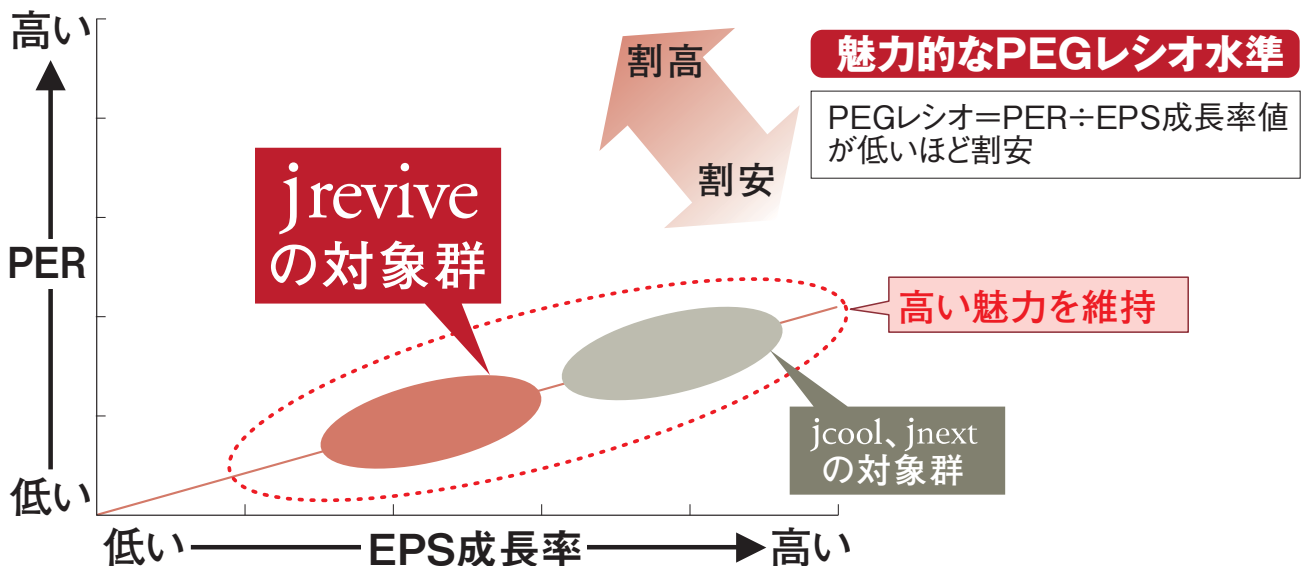 高い
PER
低い
低い
EPS成長率
高い
割高
割安
魅力的なPEGレシオ水準
PEGレシオ＝PER÷EPS成長率値
が低いほど割安
jrevive
の対象群
高い魅力を維持
jcool、jnext
の対象群